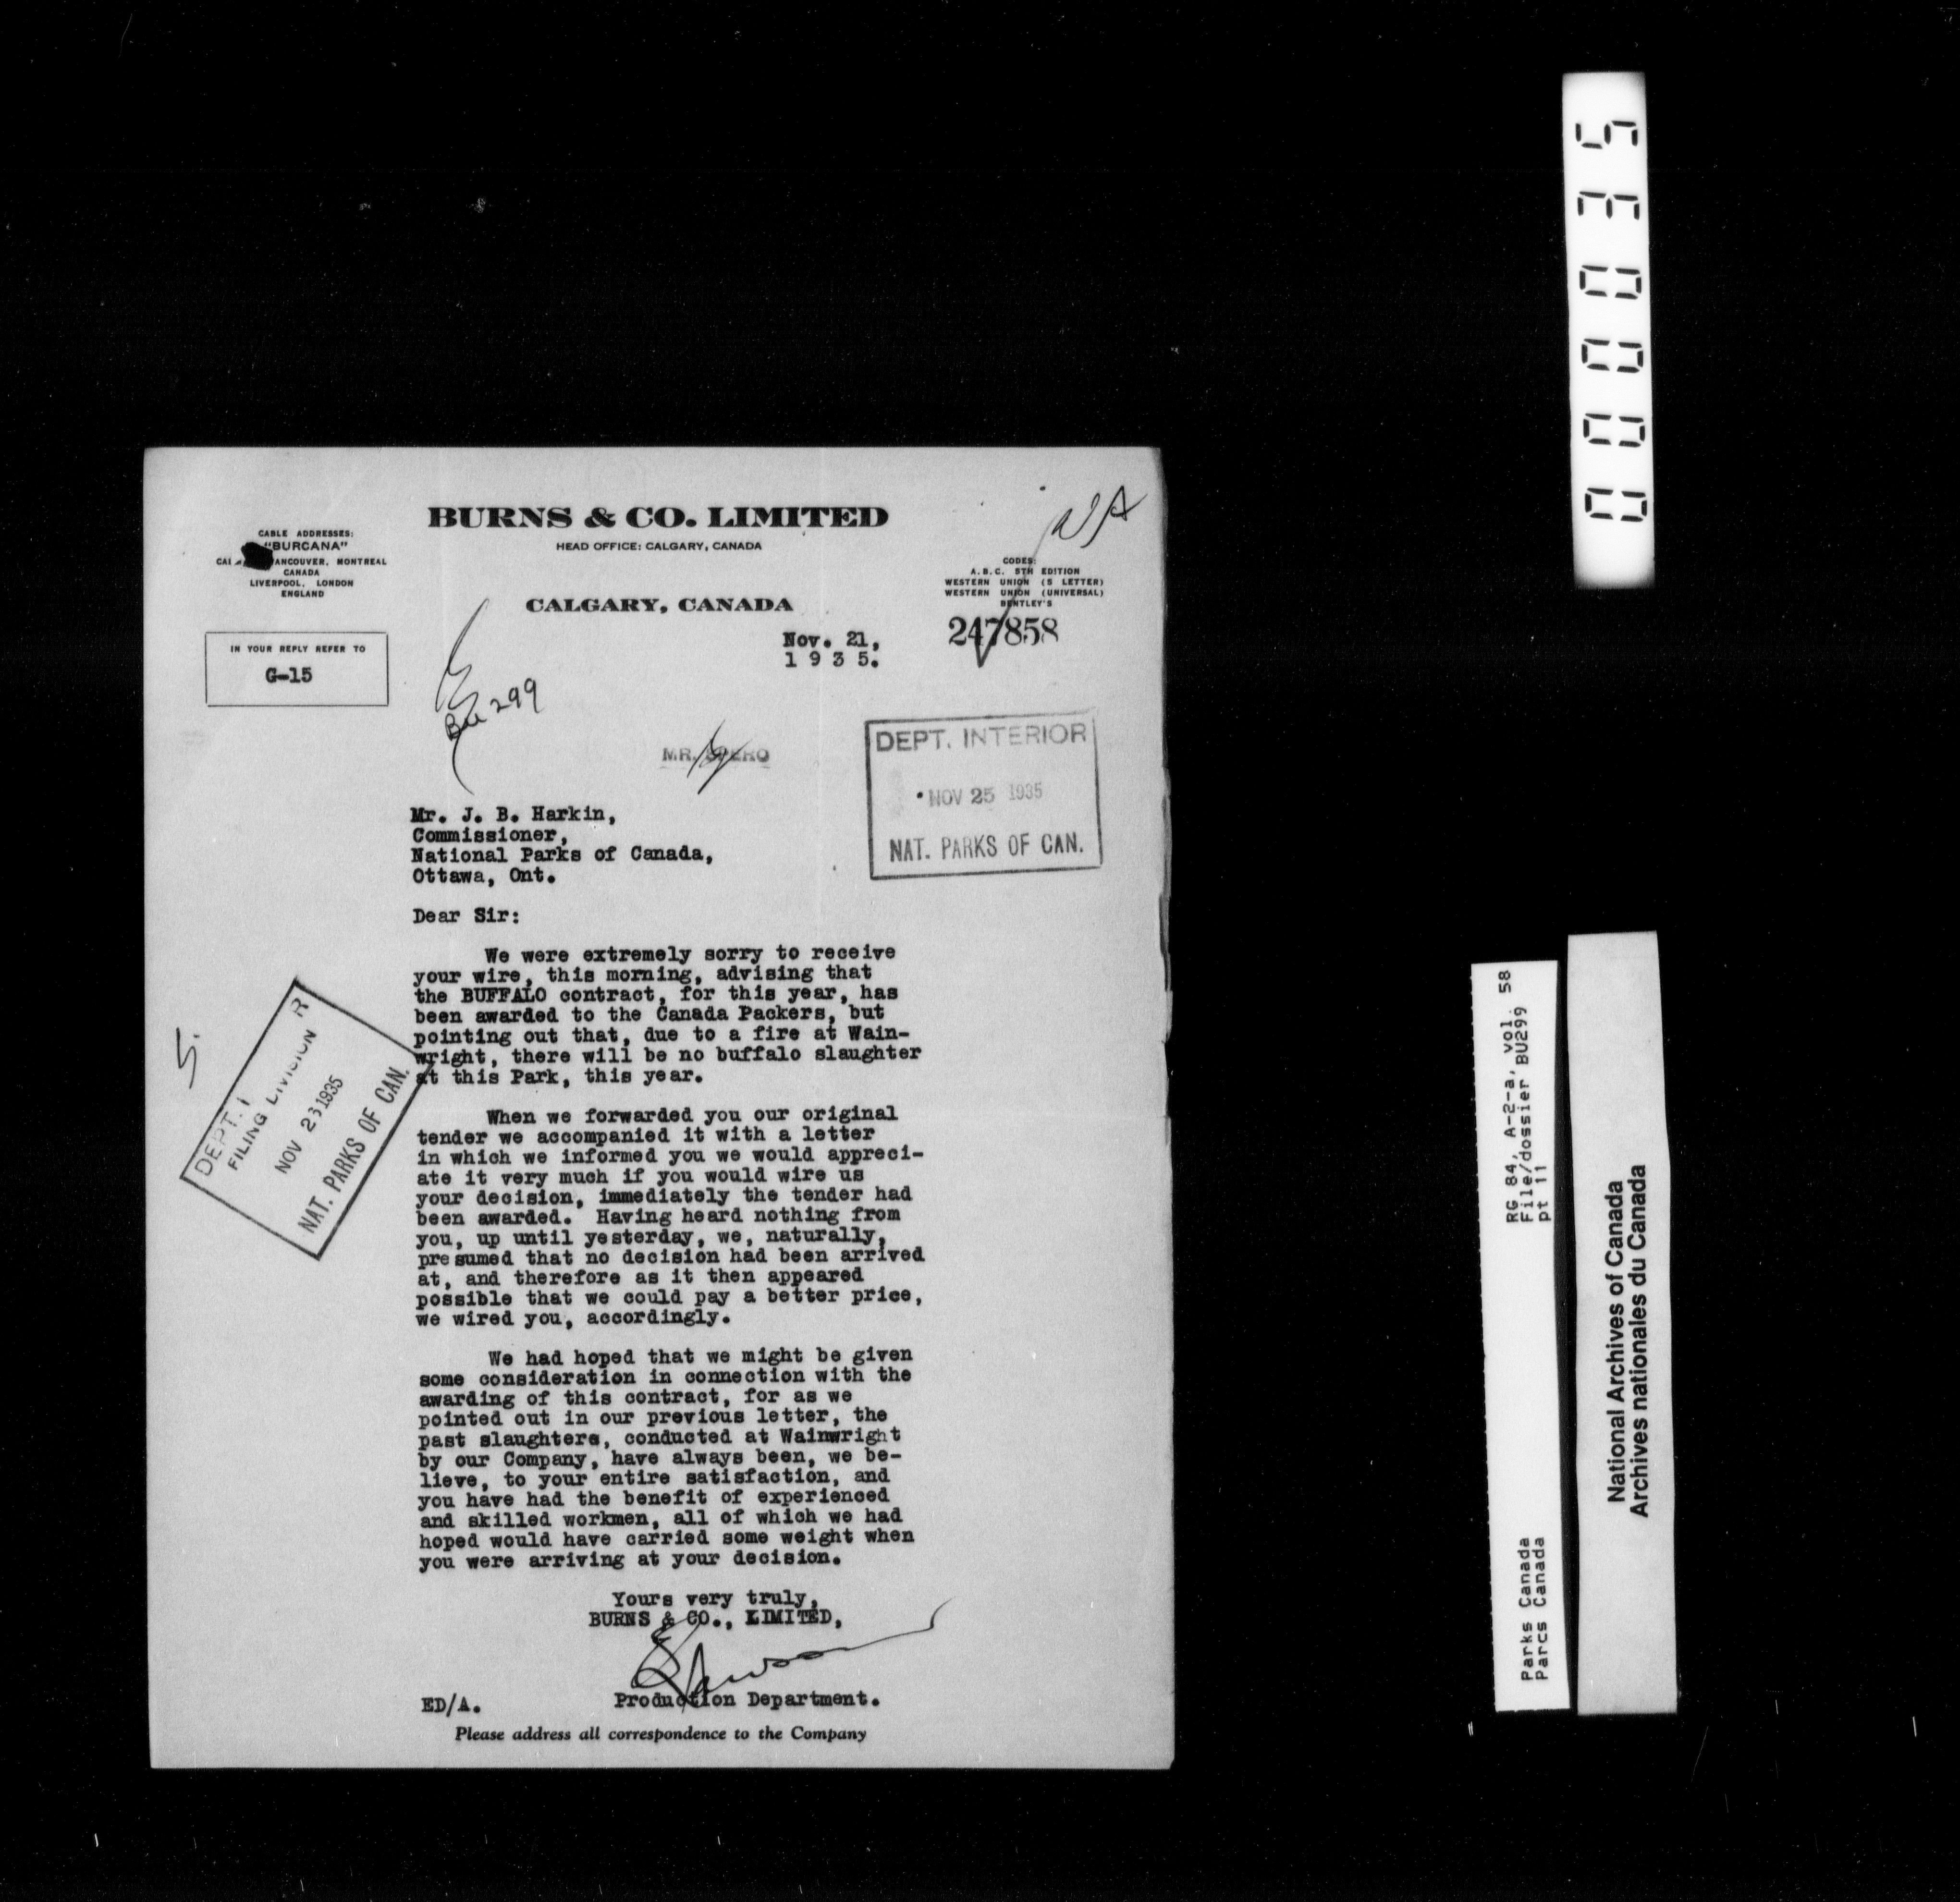 BURNS & CO. LIMITED
HEAD OFFICE: CALGARY, CANADA
CALGARY, CANADA
CABLE ADDRESSES:
"BURCANA"
CAL ANCOUVER, MONTREAL
CANADA
LIVERPOOL, LONDON
ENGLAND
CODES:
A.B.C. 5TH EDITION
WESTERN UNION (5 LETTER)
WESTERN UNION (UNIVERSAL)
BENTLEY'S
247858
Nov. 21,
1 9 3 5.
IN YOUR REPLY REFER TO
G-15
Bu 299
MR. SPERO
DEPT. INTERIOR
NOV 25 1935
NAT. PARKS OF CAN.
Mr. J. B. Harkin,
Commissioner,
National Parks of Canada,
Ottawa, Ont.
Dear Sir:
We were extremely sorry to receive
your wire, this morning, advising that
the BUFFALO contract, for this year, has
been awarded to the Canada Packers, but
pointing out that, due to a fire at Wain-
wright, there will be no buffalo slaughter
at this Park, this year.
5.
DEPT. I R
FILING DIVISION
NOV 23 1935
NAT. PARKS OF CAN.
When we forwarded you our original
tender we accompanied it with a letter
in which we informed you we would appreci-
ate it very much if you would wire us
your decision, immediately the tender had
been awarded. Having heard nothing from
you, up until yesterday, we, naturally,
presumed that no decision had been arrived
at, and therefore as it then appeared
possible that we could pay a better price,
we wired you, accordingly.
We had hoped that we might be given
some consideration in connection with the
awarding of this contract, for as we
pointed out in our previous letter, the
past slaughters, conducted at Wainwright
by our Company, have always been, we be-
lieve, to your entire satisfaction, and
you have had the benefit of experienced
and skilled workmen, all of which we had
hoped would have carried some weight when
you were arriving at your decision.
Yours very truly,
BURNS & CO., LIMITED,
Production Department.
ED/A.
Please address all correspondence to the Company
000035
RG 84, A-2-a, vol. 58
File/dossier BU299
pt 11
Parks Canada
Parcs Canada
National Archives of Canada
Archives nationales du Canada